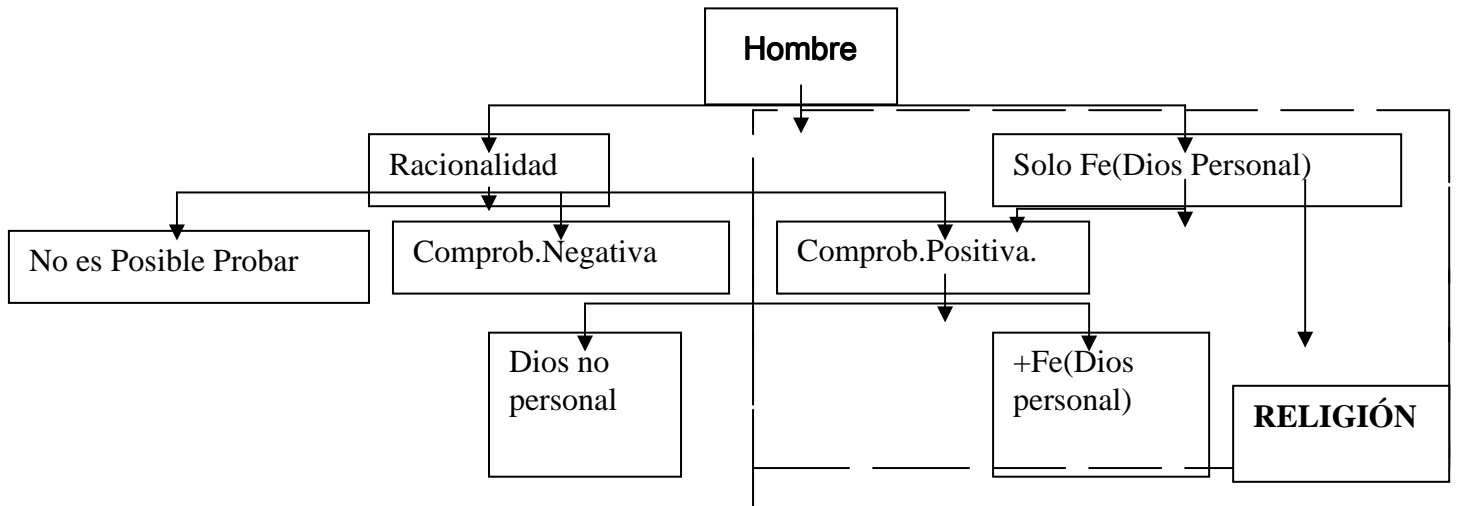 Hombre
Racionalidad
Solo Fe(Dios Personal)
No es Posible Probar
Comprob.Negativa
Comprob.Positiva.
Dios no
personal
+Fe(Dios
personal)
RELIGIÓN